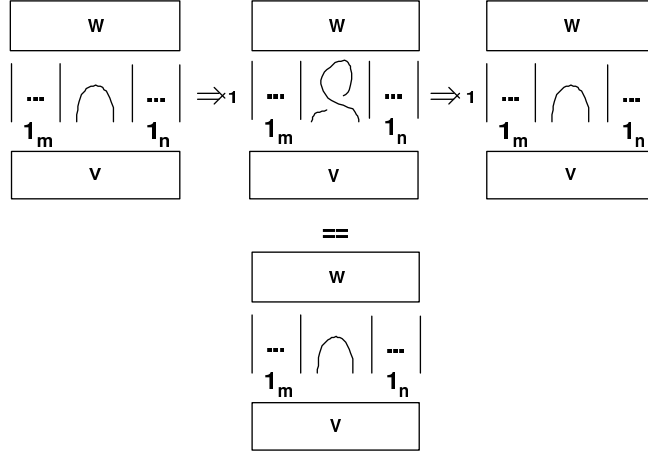 W W W
... ... ⇒ 1 ... ... ⇒ 1 ... ...
1m 1n 1m 1n 1m 1n
V V V
==
W
... ...
1m 1n
V